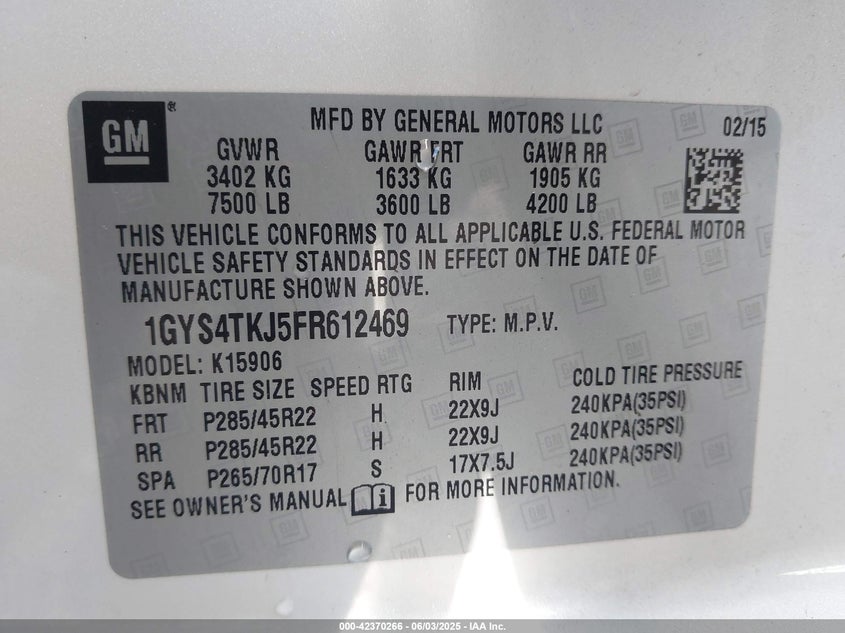 GM ®
MFD BY GENERAL MOTORS LLC 02/15
GVWR GAWR FRT GAWR RR
3402 KG 1633 KG 1905 KG
7500 LB 3600 LB 4200 LB
THIS VEHICLE CONFORMS TO ALL APPLICABLE U.S. FEDERAL MOTOR
VEHICLE SAFETY STANDARDS IN EFFECT ON THE DATE OF
MANUFACTURE SHOWN ABOVE.
1GYS4TKJ5FR612469 TYPE: M.P.V.
MODEL: K15906
KBNM TIRE SIZE SPEED RTG RIM COLD TIRE PRESSURE
FRT P285/45R22 H 22X9J 240KPA(35PSI)
RR P285/45R22 H 22X9J 240KPA(35PSI)
SPA P265/70R17 S 17X7.5J 240KPA(35PSI)
SEE OWNER'S MANUAL i FOR MORE INFORMATION.
000-42370266 - 06/03/2025 - IAA Inc.